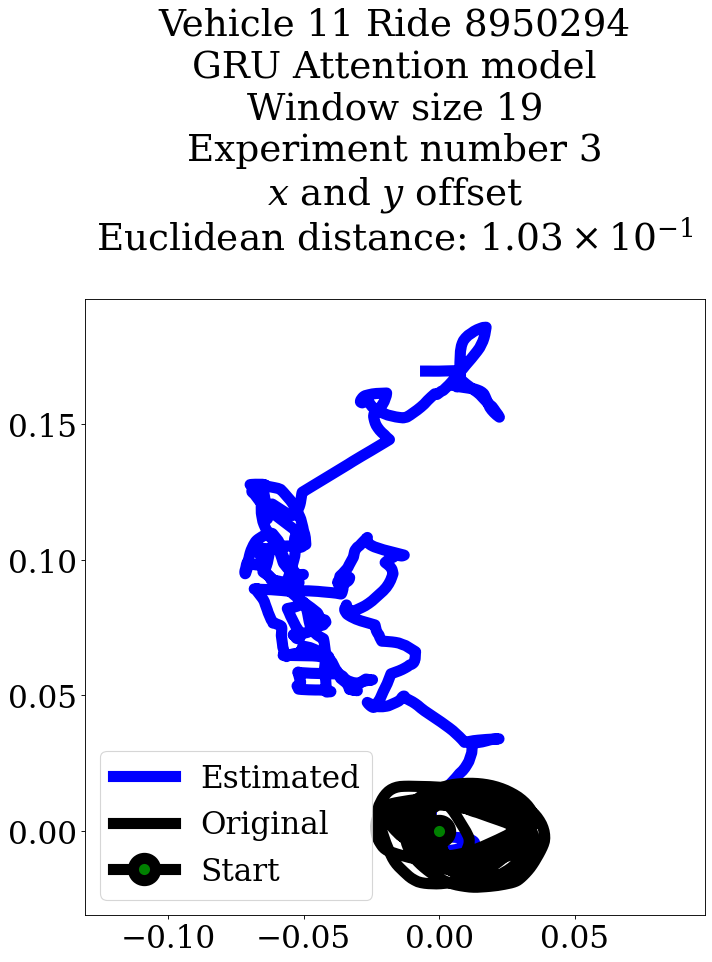 Vehicle 11 Ride 8950294
GRU Attention model
Window size 19
Experiment number 3
x and y offset
Euclidean distance: 1.03 × 10⁻¹
0.15
0.10
0.05
0.00
Estimated
Original
Start
−0.10 −0.05 0.00 0.05